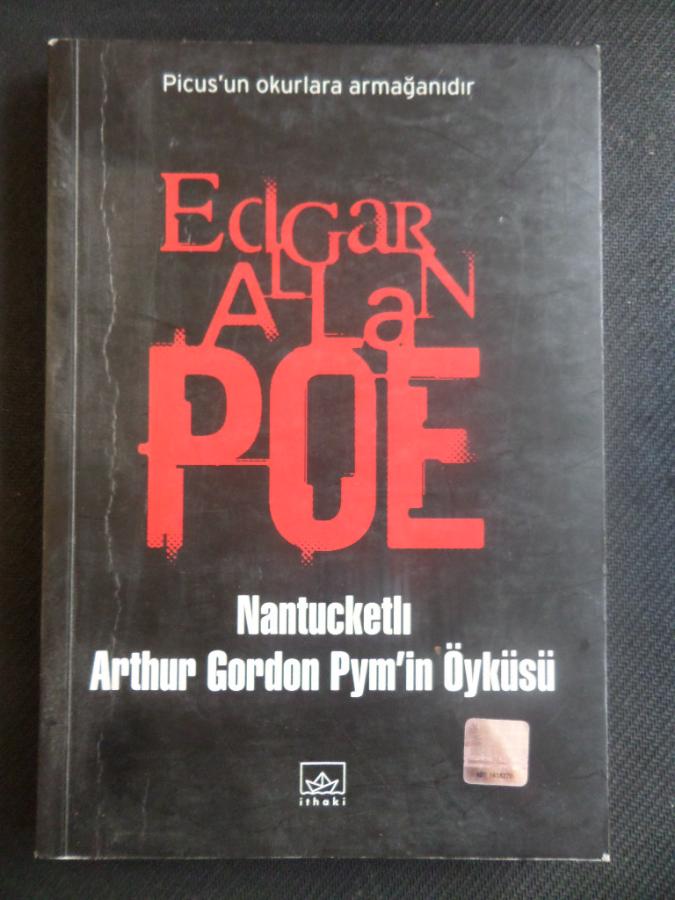 Picus'un okurlara armağanıdır
EdGaR
ALLaN
POE
Nantucketlı
Arthur Gordon Pym'in Öyküsü
ithaki